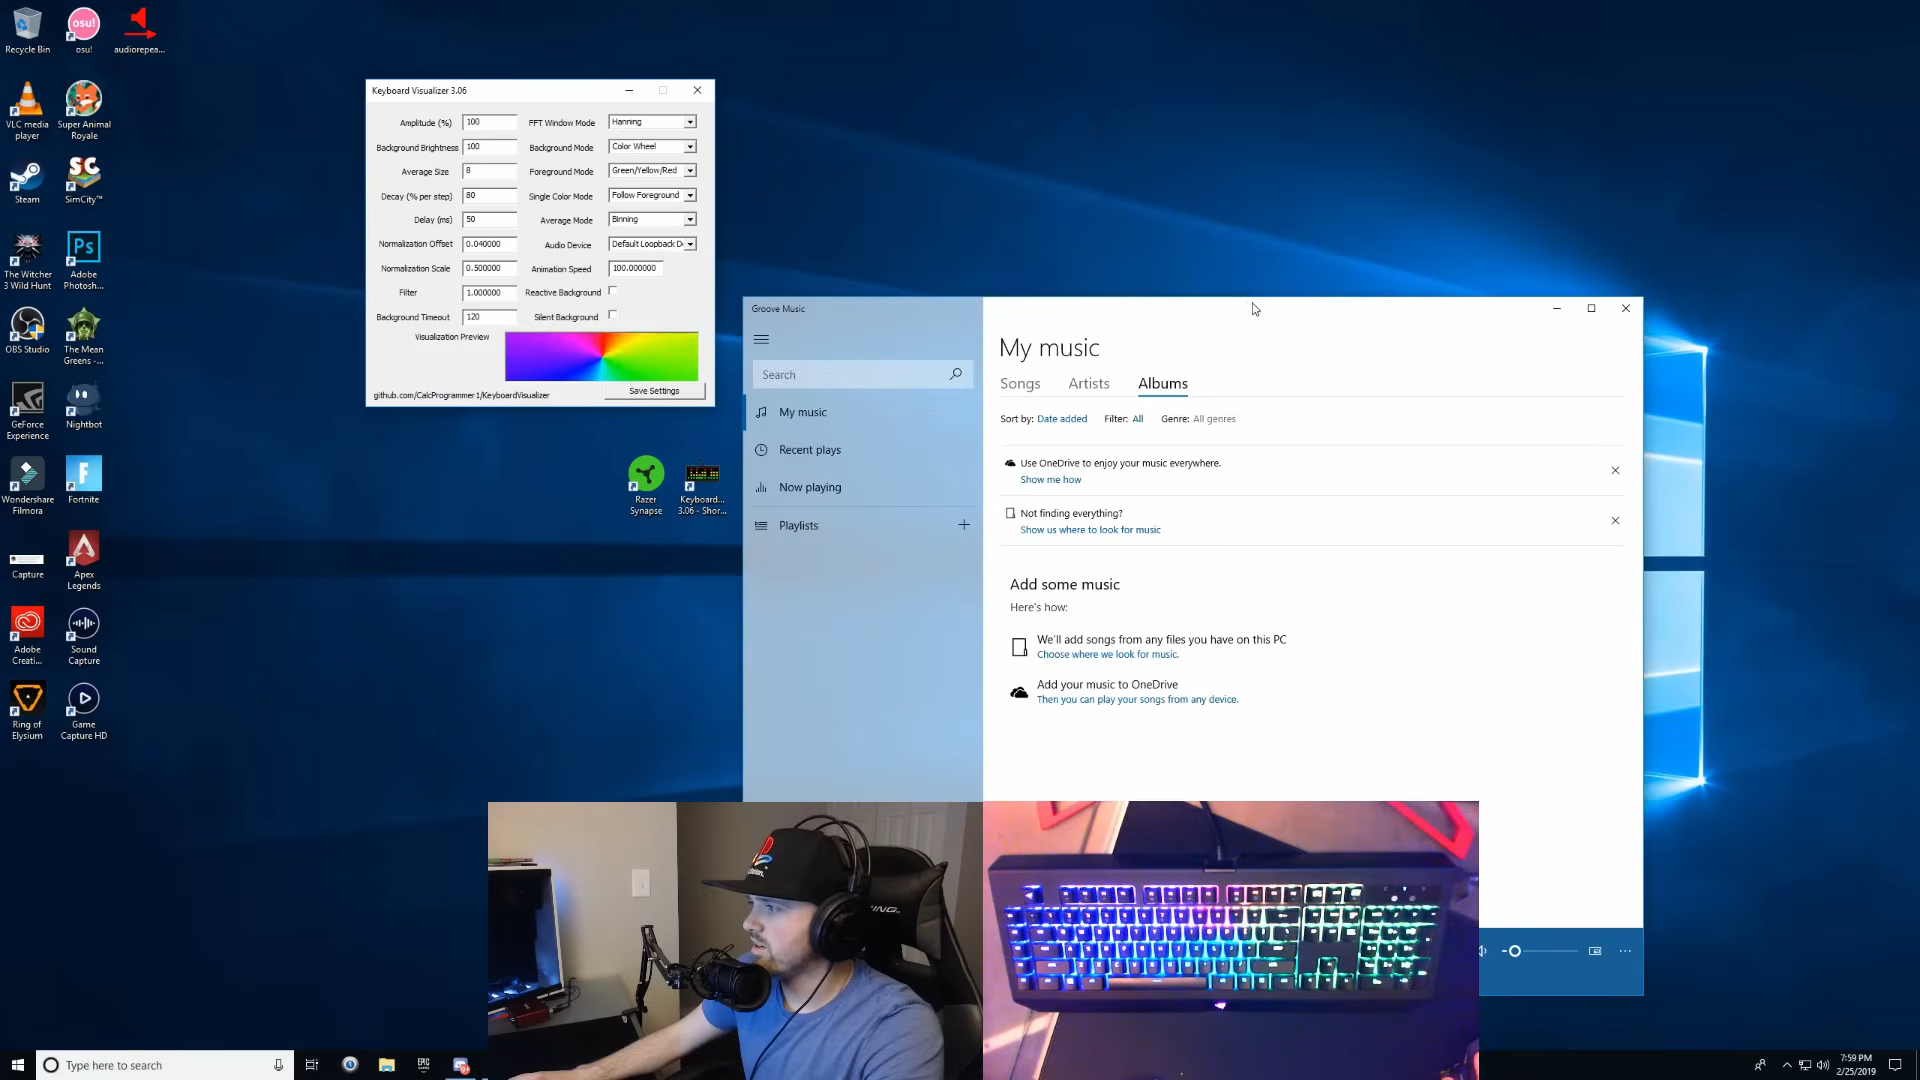 Recycle Bin
osu!
audiorepea...
VLC media
player
Super Animal
Royale
Steam
SimCity™
The Witcher
3 Wild Hunt
Adobe
Photosh...
OBS Studio
The Mean
Greens -...
GeForce
Experience
Nightbot
Wondershare
Filmora
Fortnite
Capture
Apex
Legends
Adobe
Creati...
Sound
Capture
Ring of
Elysium
Game
Capture HD
Keyboard Visualizer 3.06
Amplitude (%) 100 FFT Window Mode Hanning
Background Brightness 100 Background Mode Color Wheel
Average Size 8 Foreground Mode Green/Yellow/Red
Decay (% per step) 80 Single Color Mode Follow Foreground
Delay (ms) 50 Average Mode Binning
Normalization Offset 0.040000 Audio Device Default Loopback D
Normalization Scale 0.500000 Animation Speed 100.000000
Filter 1.000000 Reactive Background
Background Timeout 120 Silent Background
Visualization Preview
github.com/CalcProgrammer1/KeyboardVisualizer Save Settings
Razer
Synapse
Keyboard...
3.06 - Shor...
Groove Music
Search
My music
Recent plays
Now playing
Playlists
My music
Songs Artists Albums
Sort by: Date added Filter: All Genre: All genres
Use OneDrive to enjoy your music everywhere.
Show me how
Not finding everything?
Show us where to look for music
Add some music
Here's how:
We'll add songs from any files you have on this PC
Choose where we look for music.
Add your music to OneDrive
Then you can play your songs from any device.
Type here to search
EPIC
GAMES
7:59 PM
2/25/2019